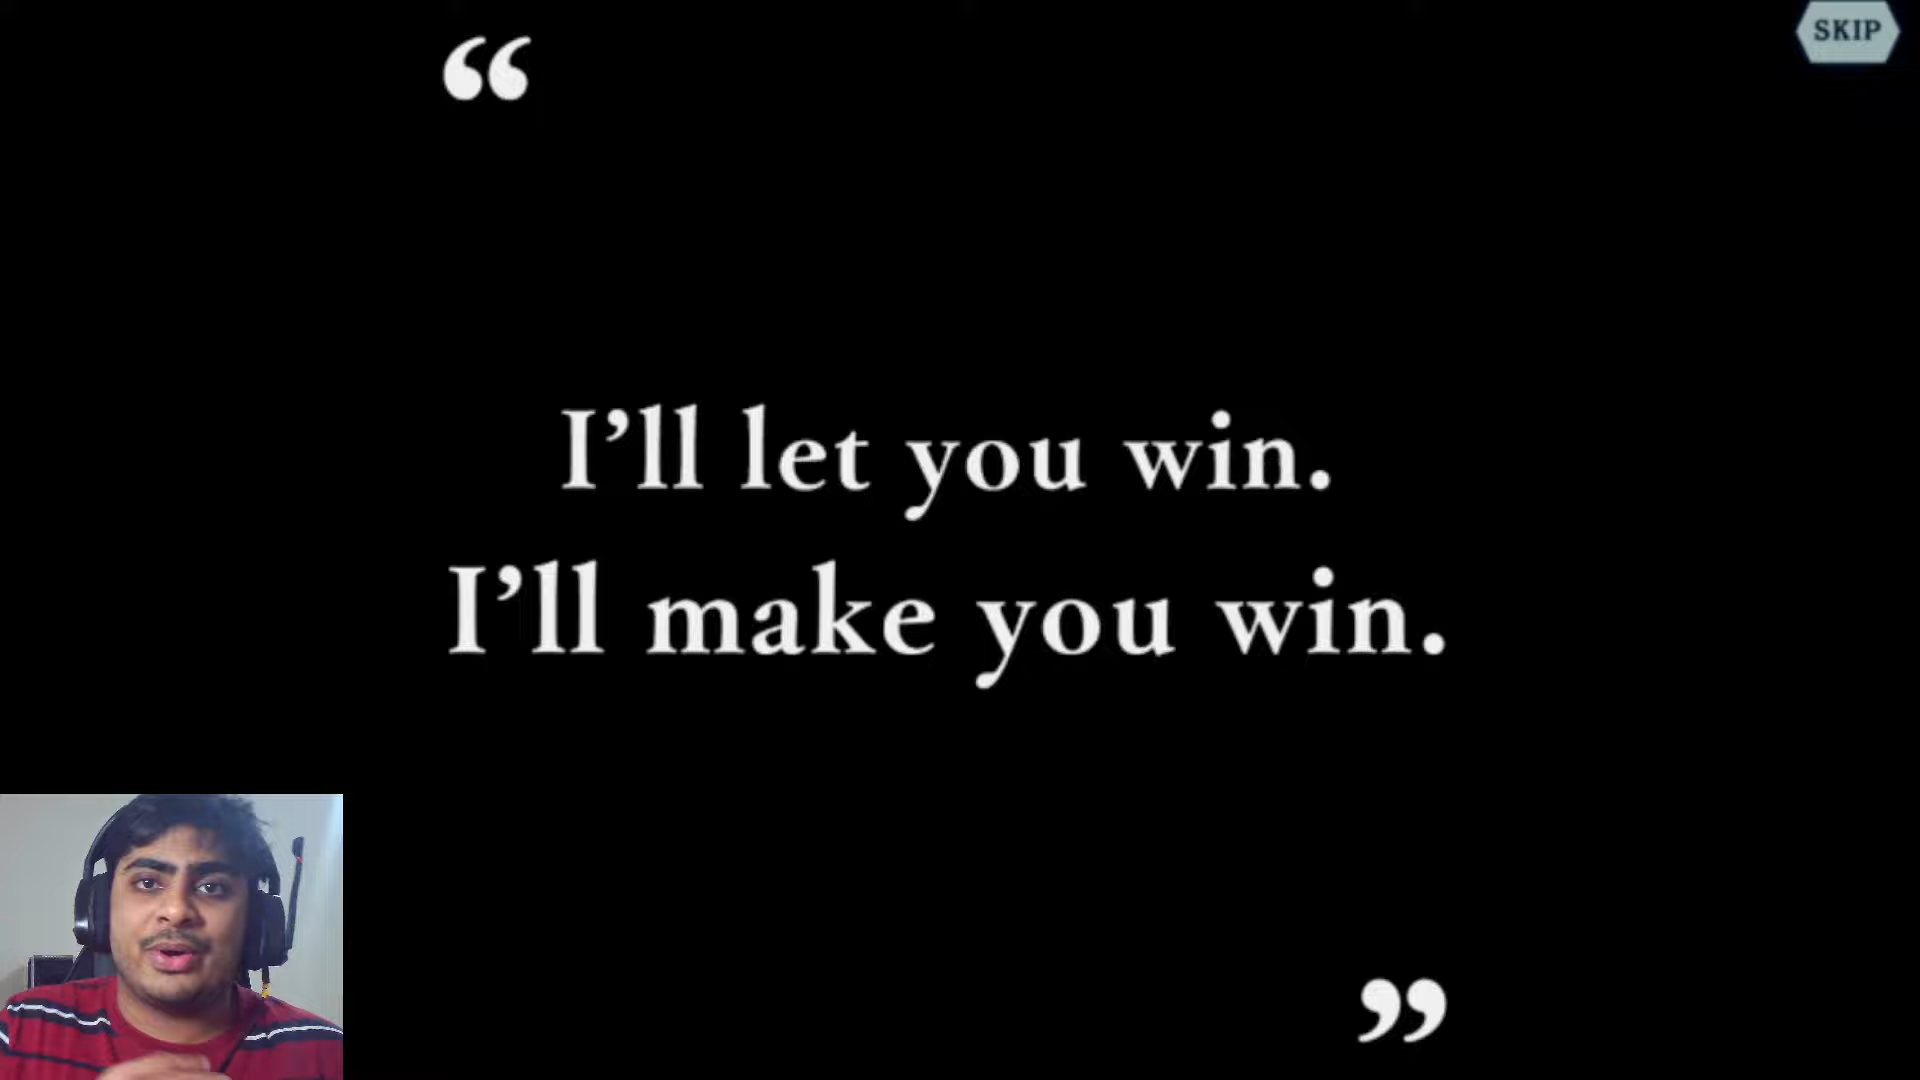 SKIP
“
I’ll let you win.
I’ll make you win.
”